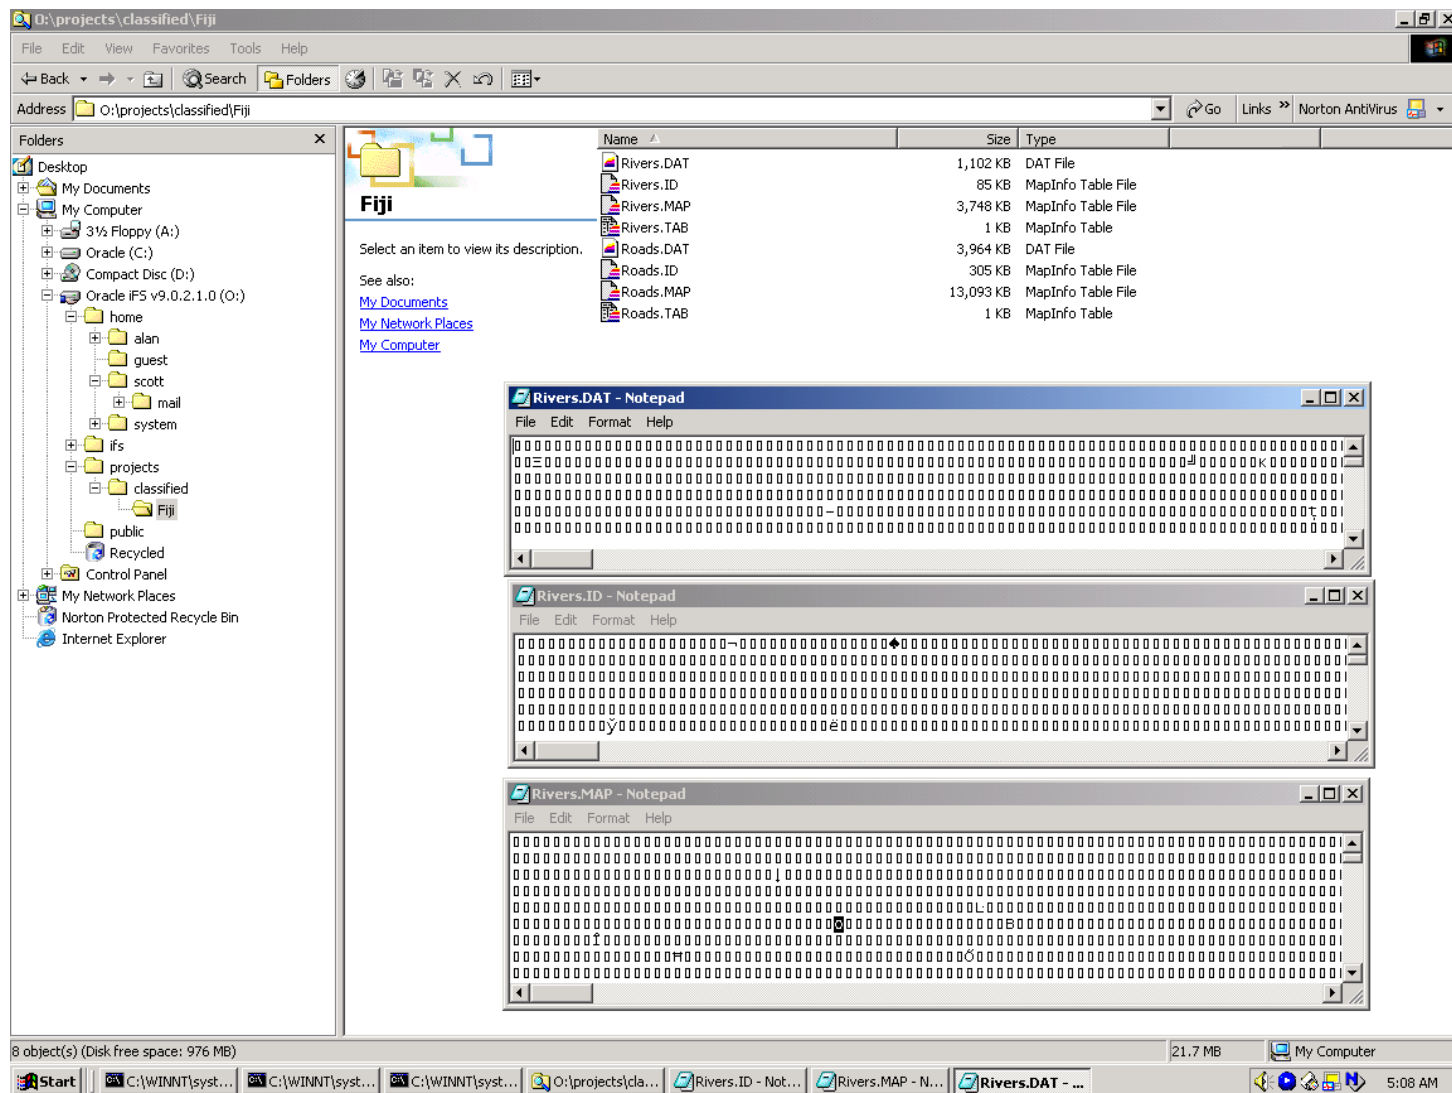 O:\projects\classified\Fiji
File Edit View Favorites Tools Help
Back Search Folders
Address O:\projects\classified\Fiji Go Links » Norton AntiVirus
Folders
Desktop
My Documents
My Computer
3½ Floppy (A:)
Oracle (C:)
Compact Disc (D:)
Oracle iFS v9.0.2.1.0 (O:)
home
alan
guest
scott
mail
system
ifs
projects
classified
Fiji
public
Recycled
Control Panel
My Network Places
Norton Protected Recycle Bin
Internet Explorer
Fiji
Select an item to view its description.
See also:
My Documents
My Network Places
My Computer
Name Size Type
Rivers.DAT 1,102 KB DAT File
Rivers.ID 85 KB MapInfo Table File
Rivers.MAP 3,748 KB MapInfo Table File
Rivers.TAB 1 KB MapInfo Table
Roads.DAT 3,964 KB DAT File
Roads.ID 305 KB MapInfo Table File
Roads.MAP 13,093 KB MapInfo Table File
Roads.TAB 1 KB MapInfo Table
Rivers.DAT - Notepad
File Edit Format Help
Rivers.ID - Notepad
File Edit Format Help
Rivers.MAP - Notepad
File Edit Format Help
8 object(s) (Disk free space: 976 MB) 21.7 MB My Computer
Start C:\WINNT\syst... C:\WINNT\syst... C:\WINNT\syst... O:\projects\cla... Rivers.ID - Not... Rivers.MAP - N... Rivers.DAT - ... 5:08 AM